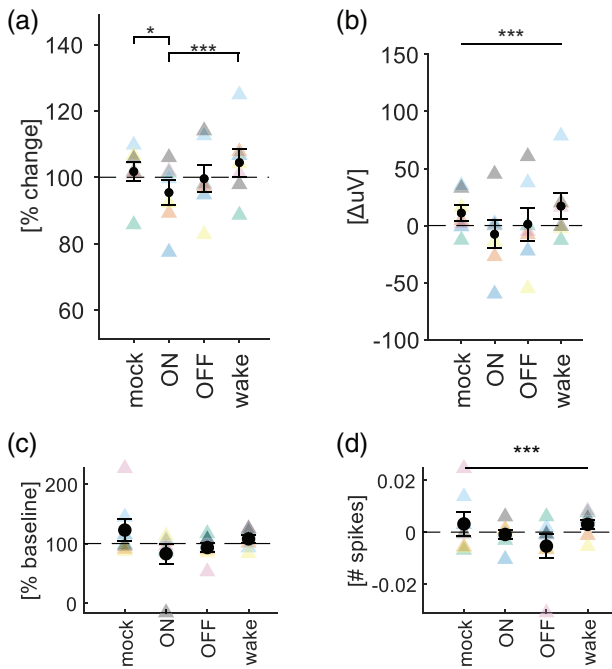 (a)
*
***
[% change]
140
120
100
80
60
mock
ON
OFF
wake
(b)
***
[ΔuV]
150
100
50
0
-50
-100
mock
ON
OFF
wake
(c)
[% baseline]
200
100
0
mock
ON
OFF
wake
(d)
***
[# spikes]
0.02
0
-0.02
mock
ON
OFF
wake